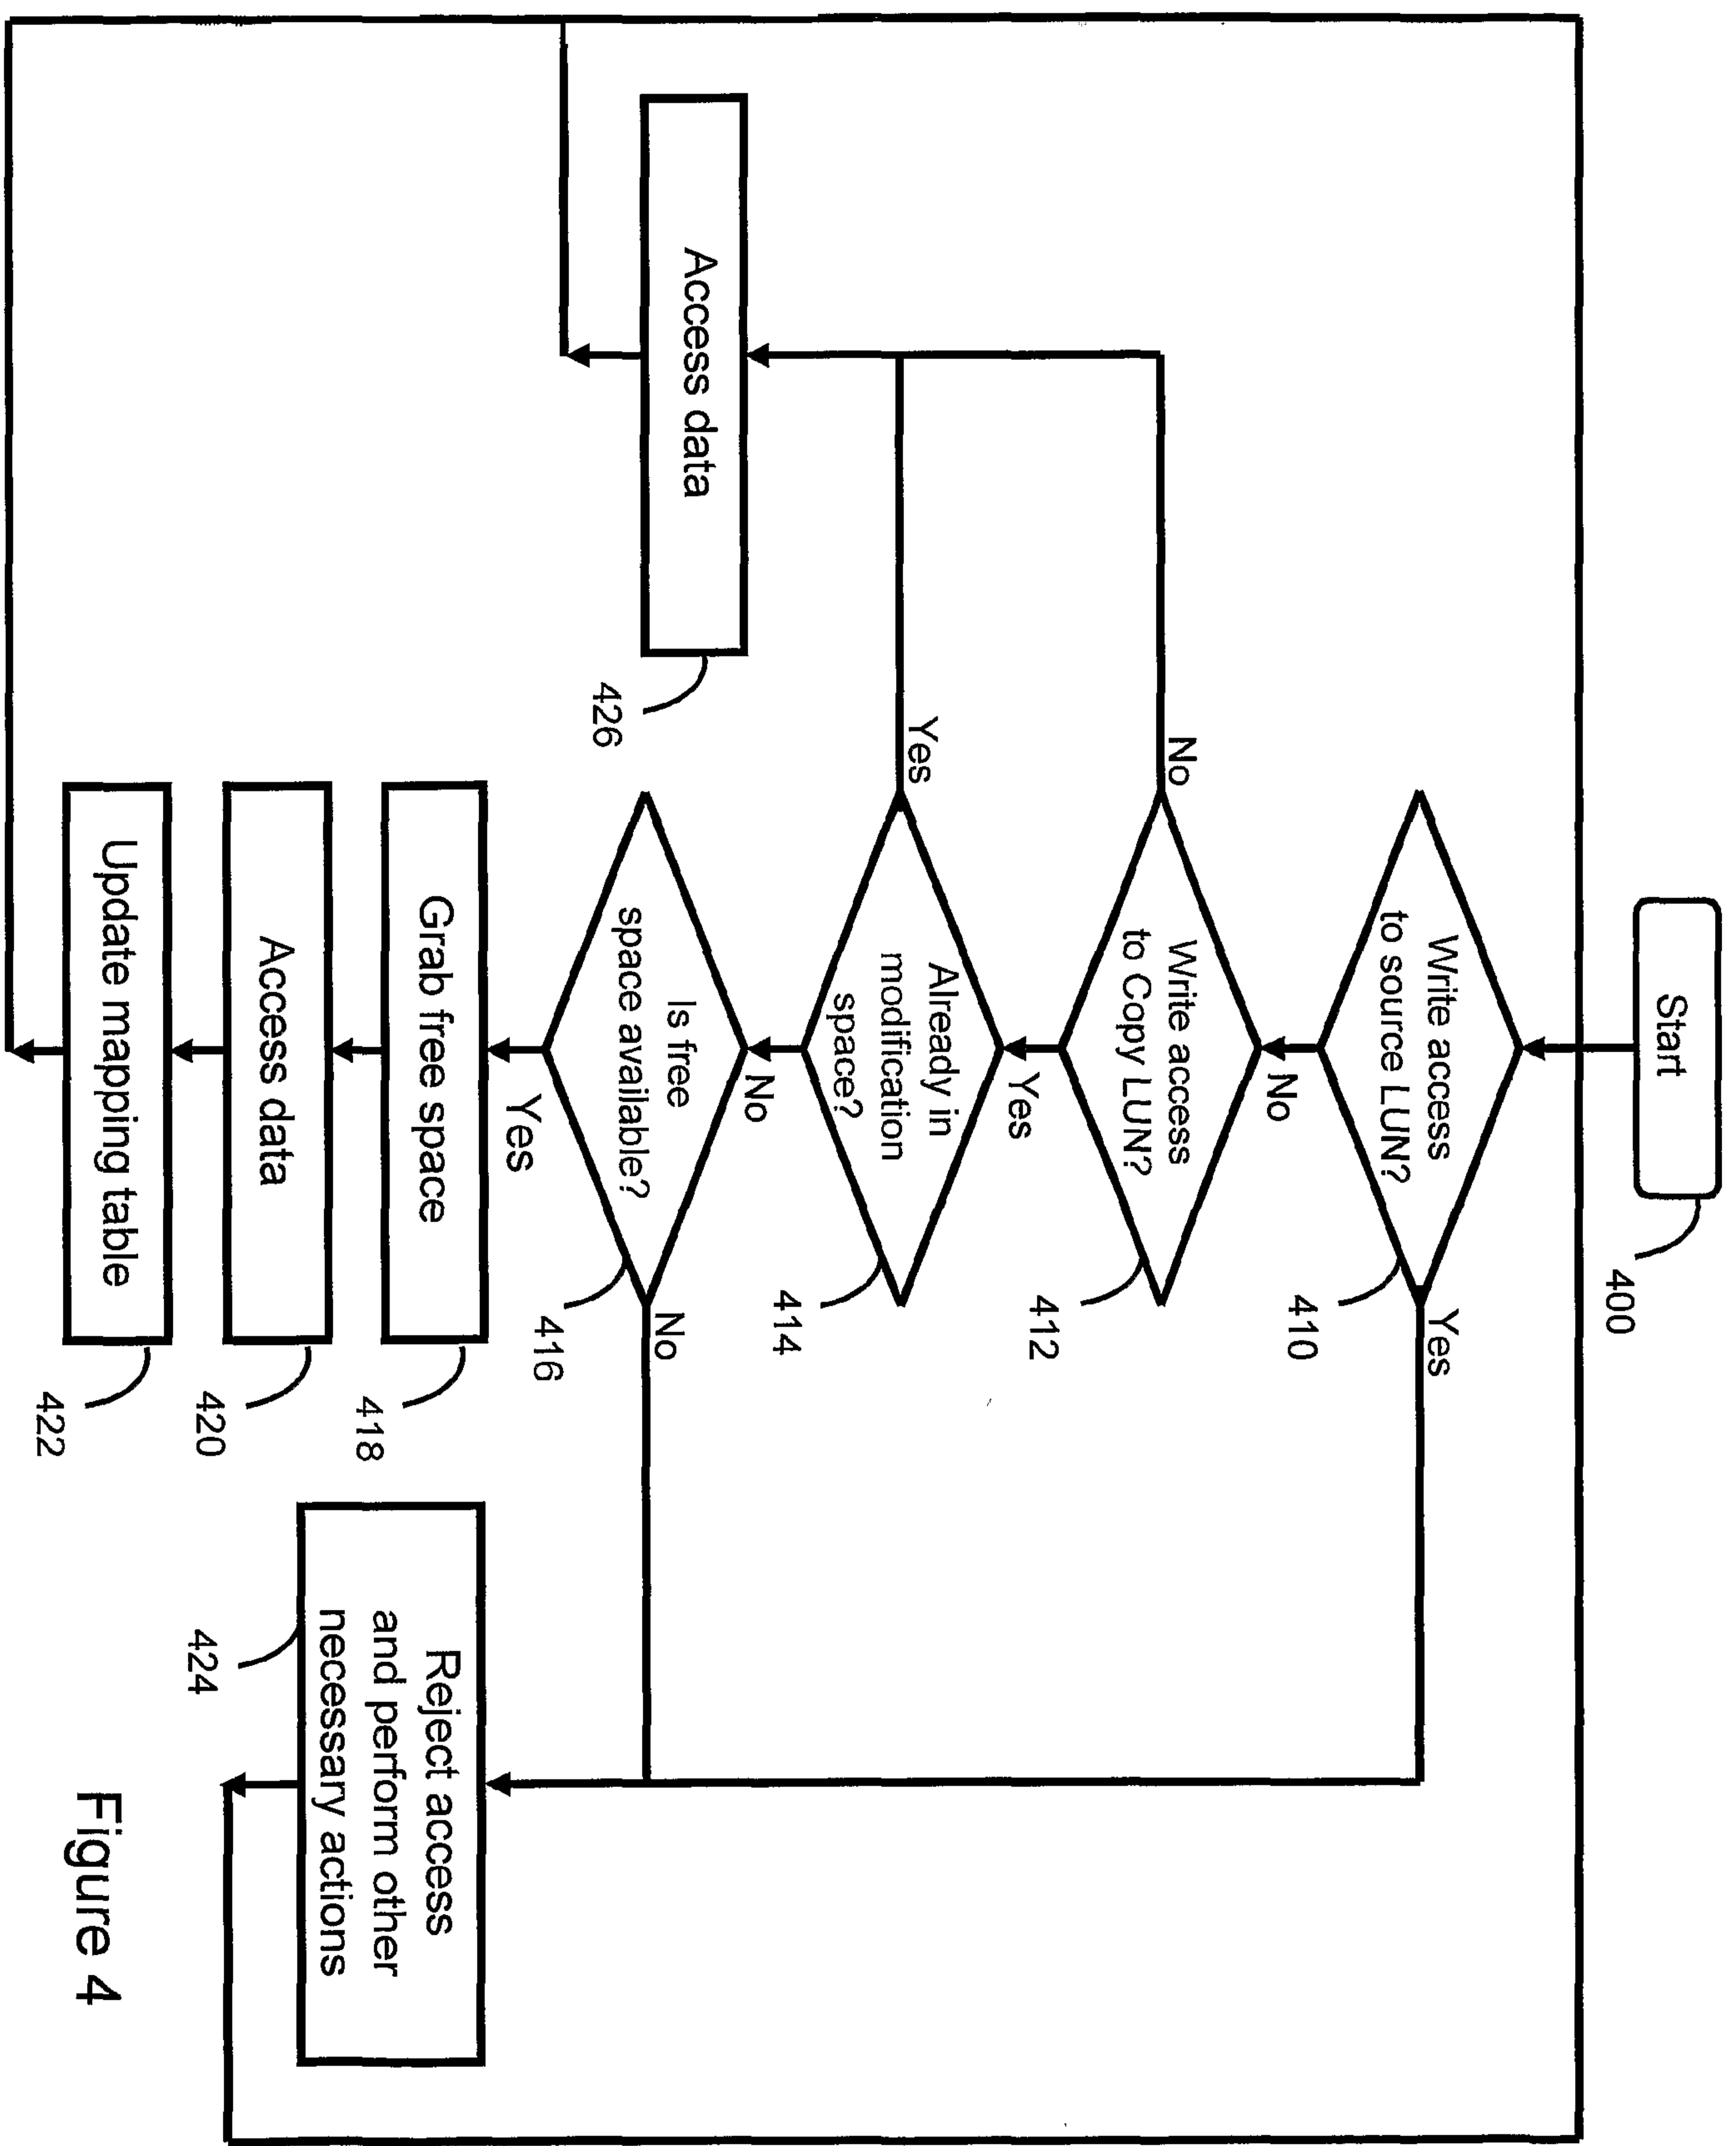 Start
400
Write access
to source LUN?
410
Yes
No
Write access
to Copy LUN?
412
No
Yes
Already in
modification
space?
414
Yes
No
Is free
space available?
416
No
Yes
Grab free space
418
Access data
420
Update mapping table
422
Access data
426
Reject access
and perform other
necessary actions
424
Figure 4